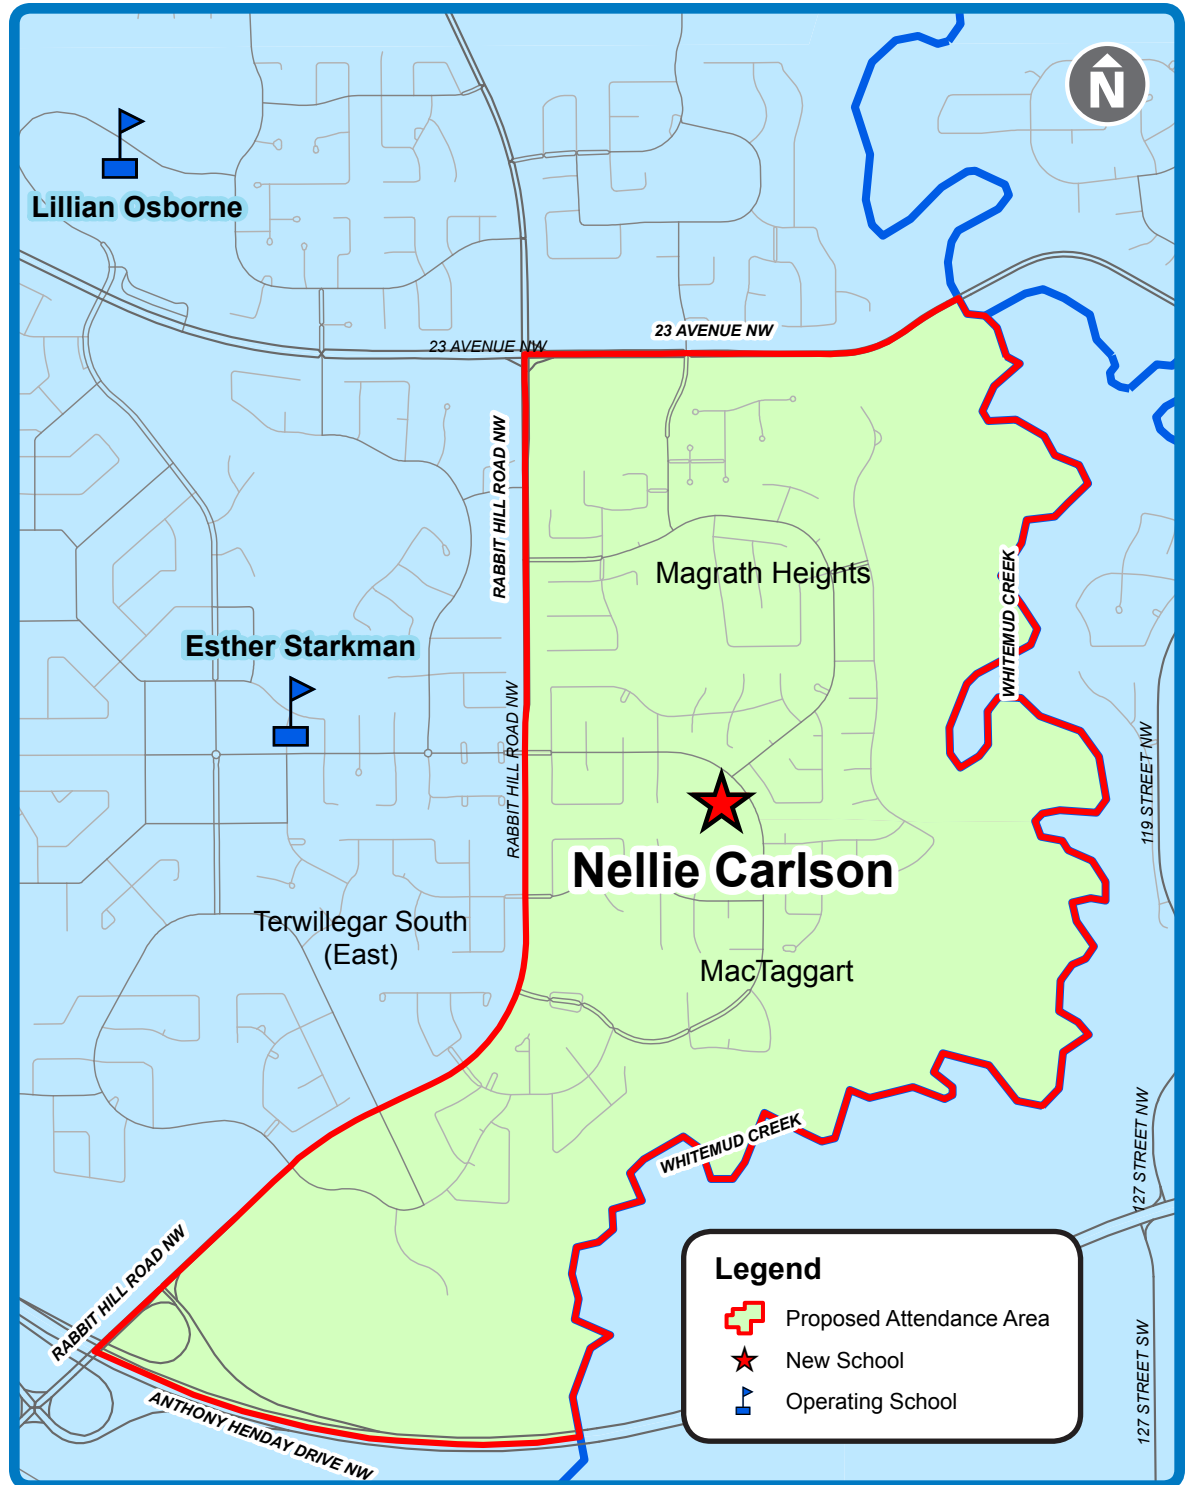 N
Lillian Osborne
23 AVENUE NW
23 AVENUE NW
RABBIT HILL ROAD NW
Magrath Heights
WHITEMUD CREEK
Esther Starkman
RABBIT HILL ROAD NW
119 STREET NW
Nellie Carlson
Terwillegar South
(East)
MacTaggart
WHITEMUD CREEK
127 STREET NW
RABBIT HILL ROAD NW
ANTHONY HENDAY DRIVE NW
127 STREET SW
Legend
Proposed Attendance Area
New School
Operating School